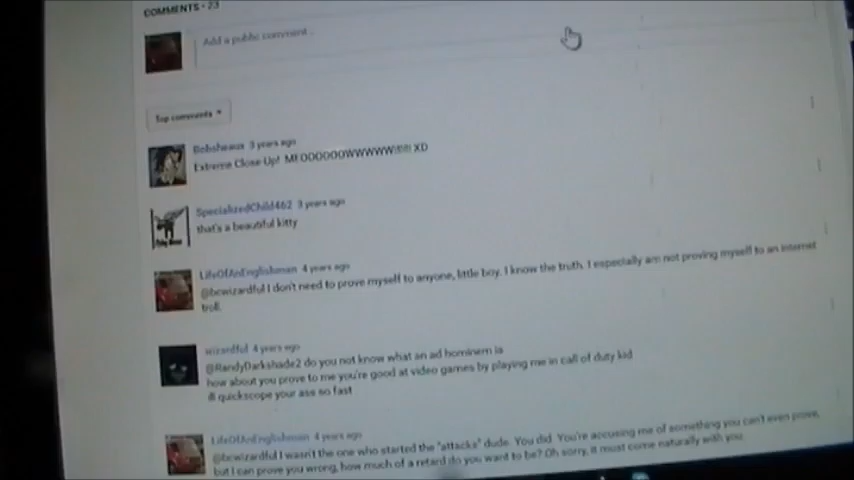 COMMENTS • 23
Add a public comment...
Top comments
Bobsheaux 3 years ago
Extreme Close Up! MEOOOOOOWWWWW!!!!! XD
SpecializedChild462 3 years ago
that's a beautiful kitty
LifeOfAnEnglishman 4 years ago
@bcwizardful I don't need to prove myself to anyone, little boy. I know the truth. I especially am not proving myself to an internet
troll.
wizardful 4 years ago
@RandyDarkshade2 do you not know what an ad hominem is
how about you prove to me you're good at video games by playing me in call of duty kid
ill quickscope your ass so fast
LifeOfAnEnglishman 4 years ago
@bcwizardful I wasn't the one who started the "attacks" dude. You did. You're accusing me of something you can't even prove,
but I can prove you wrong, how much of a retard do you want to be? Oh sorry, it must come naturally with you.